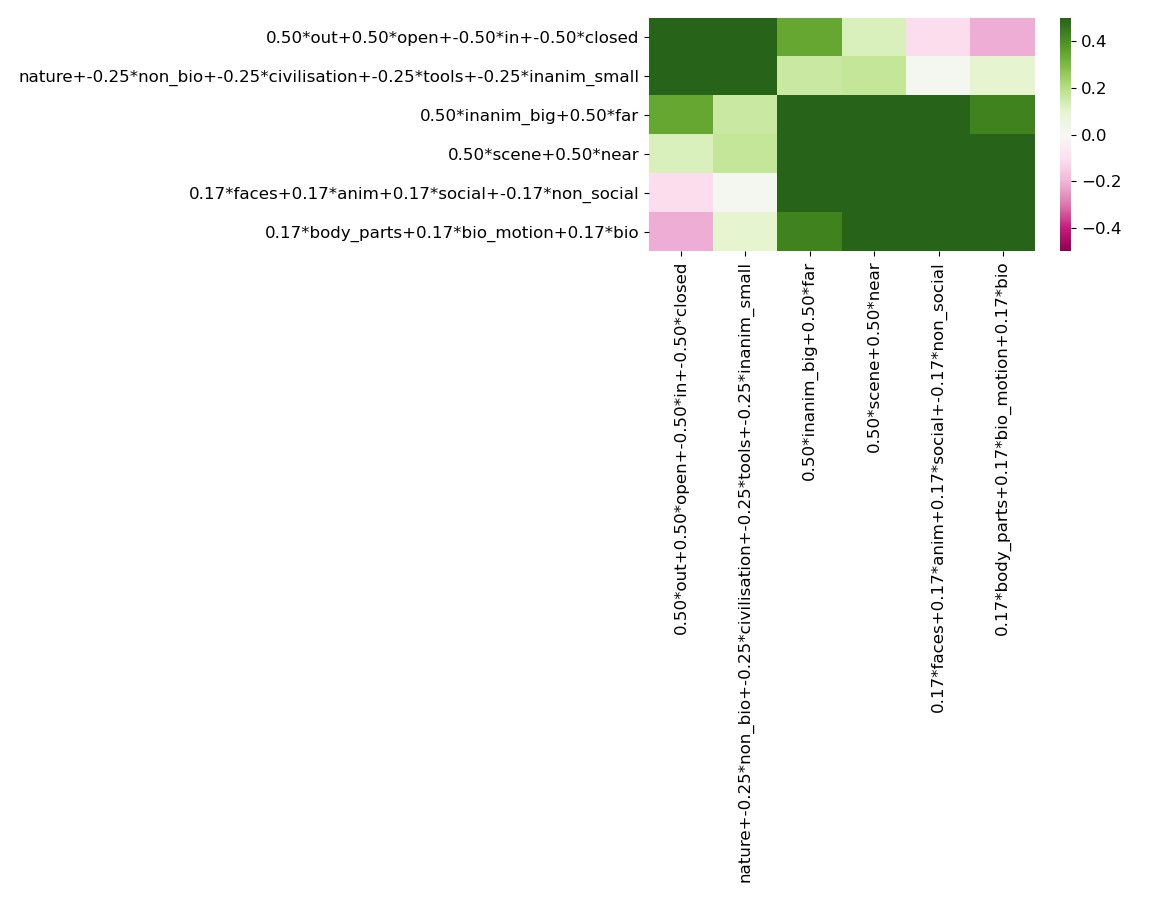 0.50*out+0.50*open+-0.50*in+-0.50*closed
nature+-0.25*non_bio+-0.25*civilisation+-0.25*tools+-0.25*inanim_small
0.50*inanim_big+0.50*far
0.50*scene+0.50*near
0.17*faces+0.17*anim+0.17*social+-0.17*non_social
0.17*body_parts+0.17*bio_motion+0.17*bio
0.50*out+0.50*open+-0.50*in+-0.50*closed
nature+-0.25*non_bio+-0.25*civilisation+-0.25*tools+-0.25*inanim_small
0.50*inanim_big+0.50*far
0.50*scene+0.50*near
0.17*faces+0.17*anim+0.17*social+-0.17*non_social
0.17*body_parts+0.17*bio_motion+0.17*bio
0.4
0.2
0.0
−0.2
−0.4